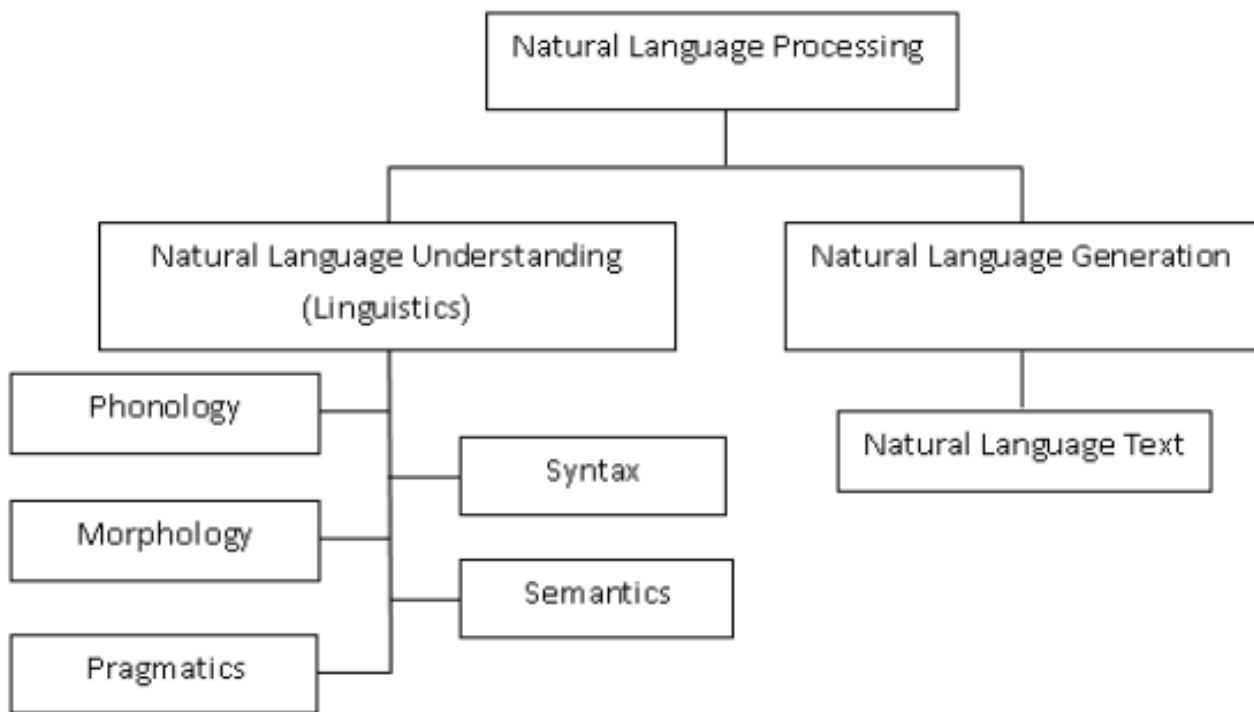 Natural Language Processing
Natural Language Understanding
(Linguistics)
Natural Language Generation
Phonology
Natural Language Text
Syntax
Morphology
Semantics
Pragmatics